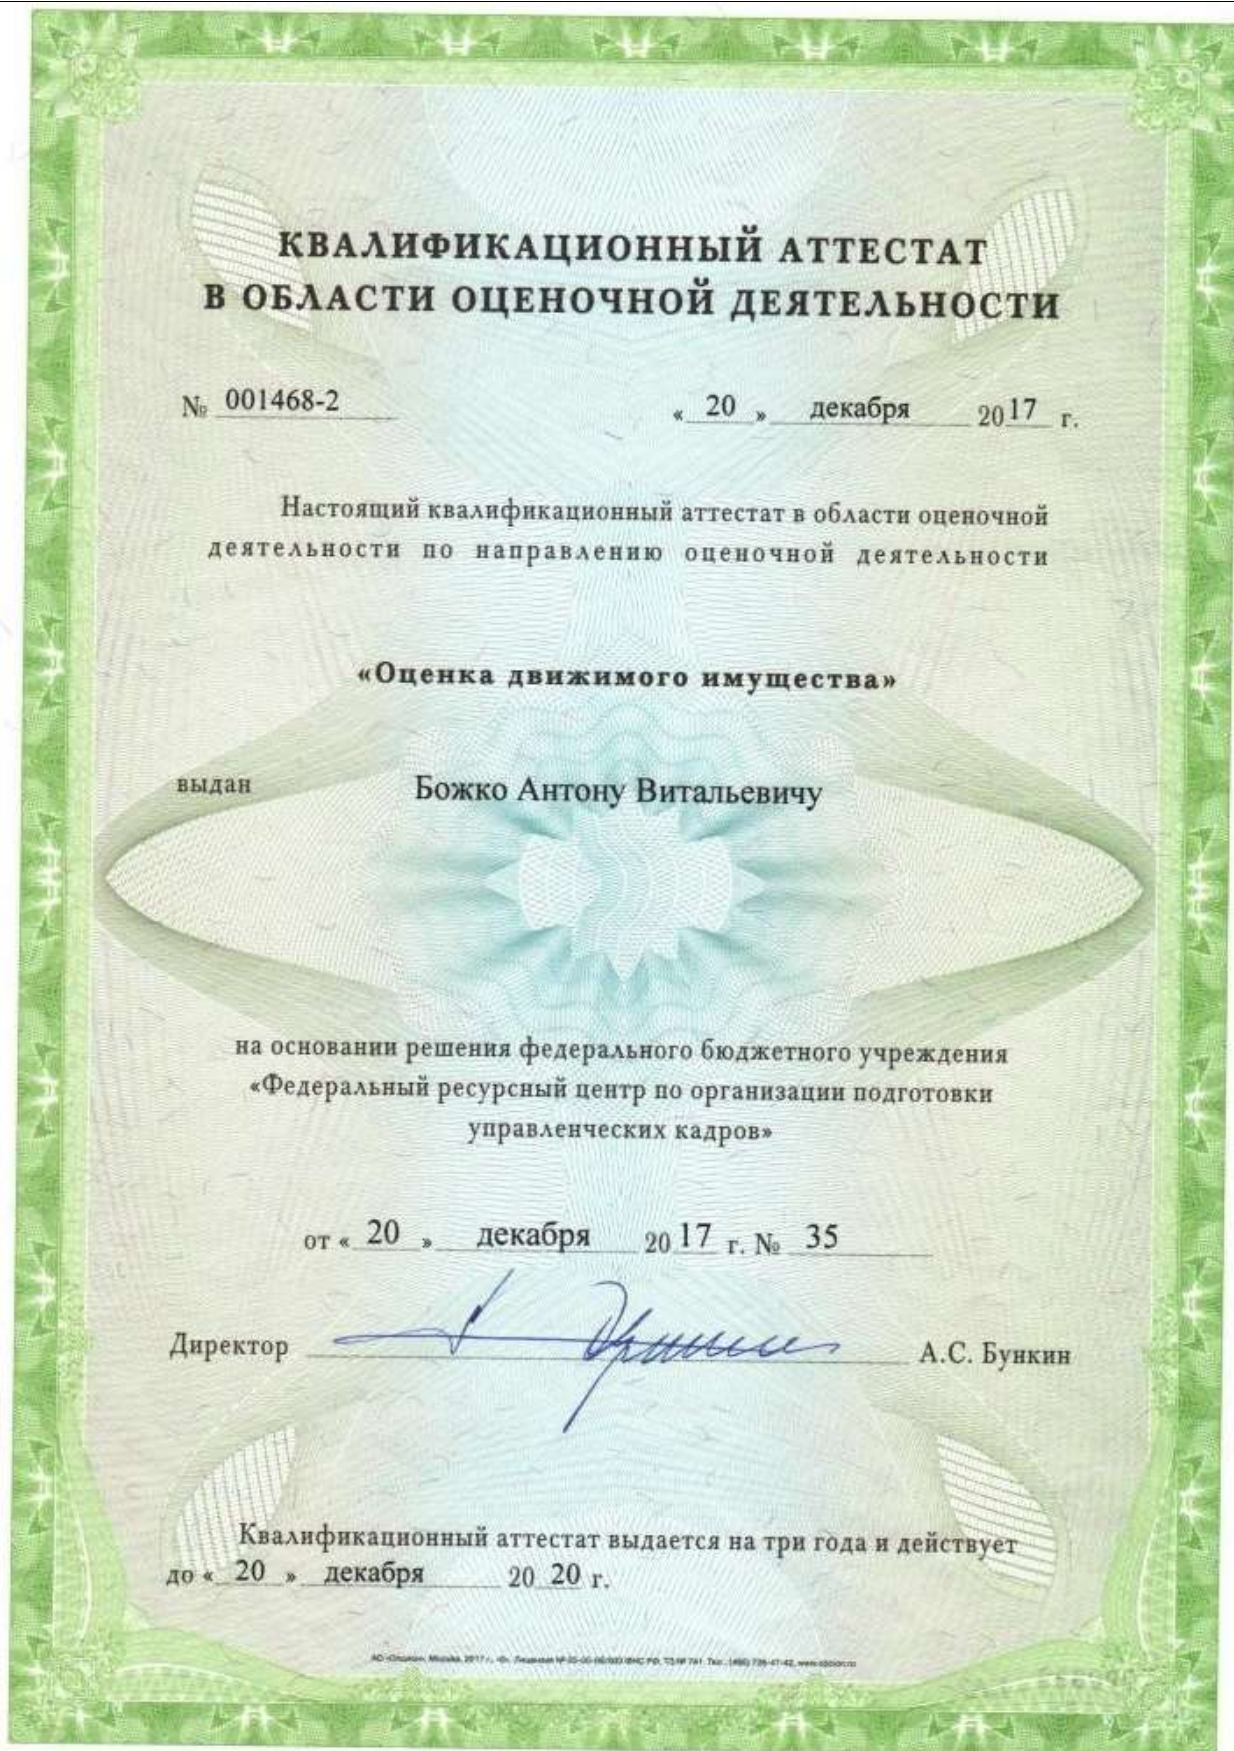 КВАЛИФИКАЦИОННЫЙ АТТЕСТАТ
В ОБЛАСТИ ОЦЕНОЧНОЙ ДЕЯТЕЛЬНОСТИ
№ 001468-2 « 20 » декабря 2017 г.
Настоящий квалификационный аттестат в области оценочной
деятельности по направлению оценочной деятельности
«Оценка движимого имущества»
выдан Божко Антону Витальевичу
на основании решения федерального бюджетного учреждения
«Федеральный ресурсный центр по организации подготовки
управленческих кадров»
от « 20 » декабря 2017 г. № 35
Директор А.С. Бункин
Квалификационный аттестат выдается на три года и действует
до « 20 » декабря 2020 г.
Москва, 2017 г.,